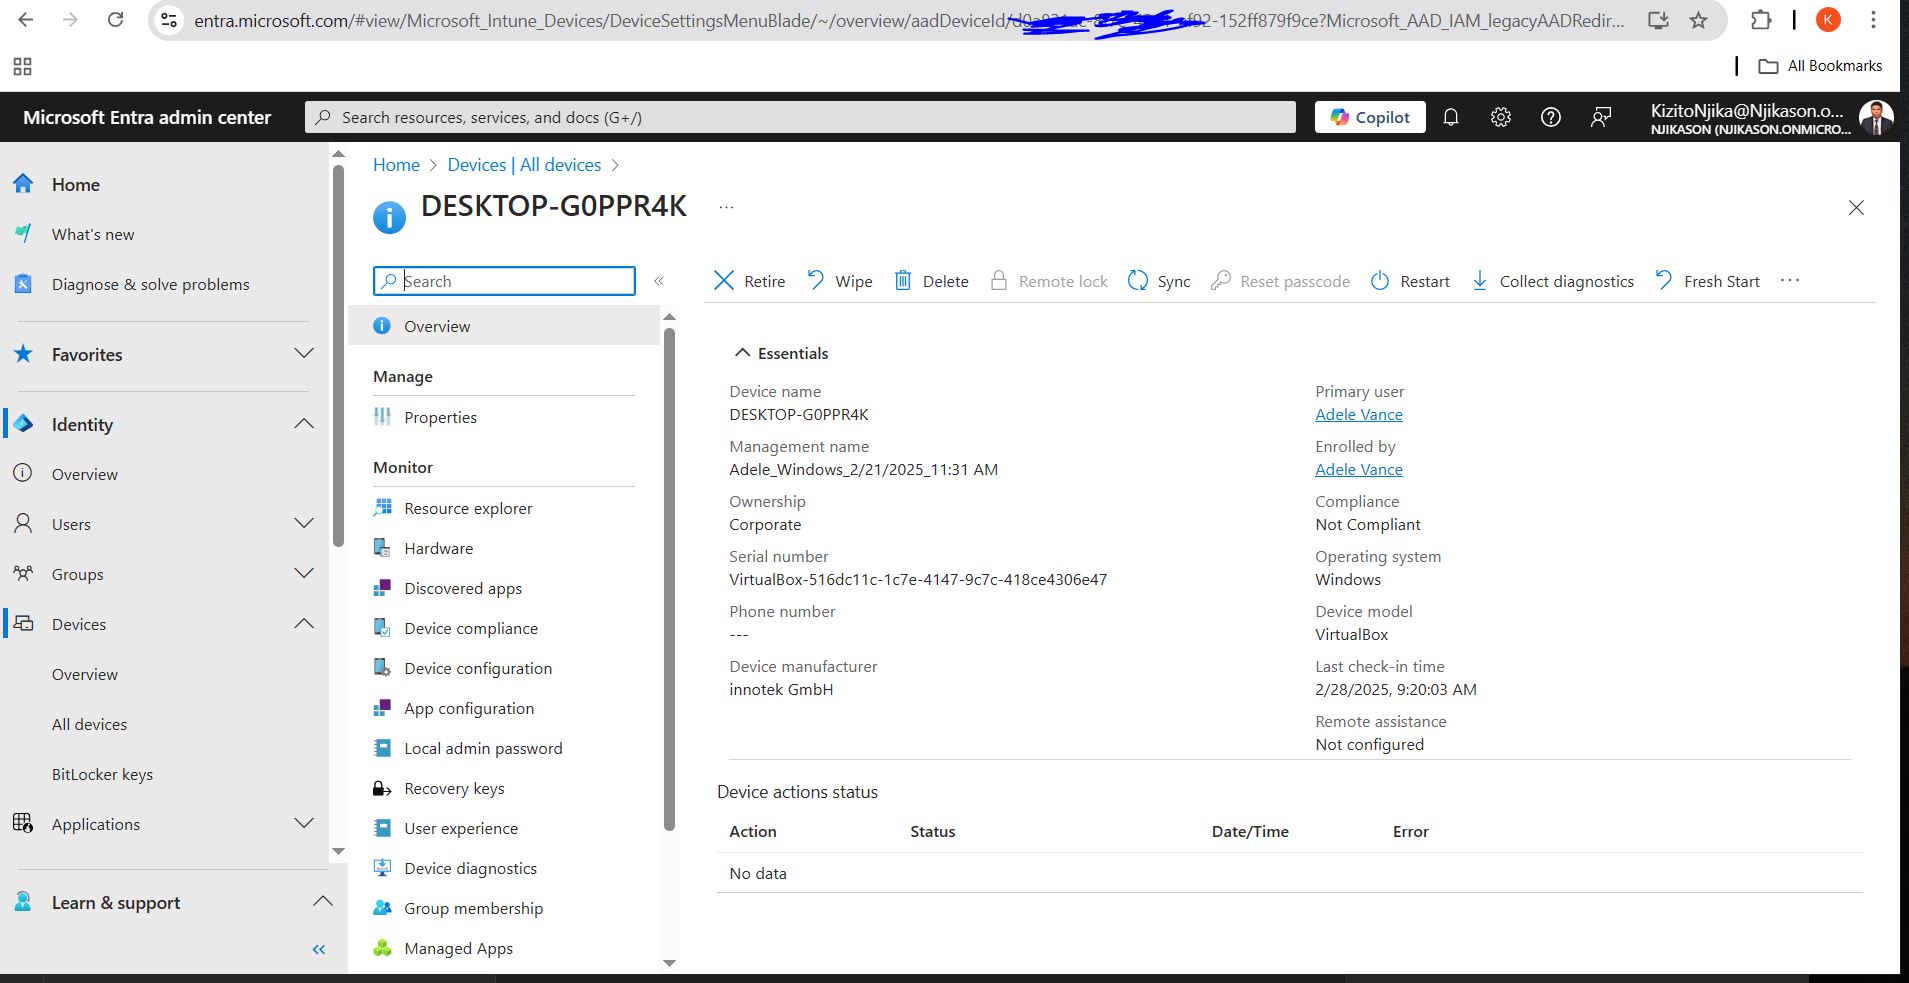 entra.microsoft.com/#view/Microsoft_Intune_Devices/DeviceSettingsMenuBlade/~/overview/aadDeviceId/ 92-152ff879f9ce?Microsoft_AAD_IAM_legacyAADRedir...
K
All Bookmarks
Microsoft Entra admin center
Search resources, services, and docs (G+/)
Copilot
KizitoNjika@Njikason.o...
NJIKASON (NJIKASON.ONMICRO...
Home
What's new
Diagnose & solve problems
Favorites
Identity
Overview
Users
Groups
Devices
Overview
All devices
BitLocker keys
Applications
Learn & support
Home > Devices | All devices >
DESKTOP-G0PPR4K ...
Search
Overview
Manage
Properties
Monitor
Resource explorer
Hardware
Discovered apps
Device compliance
Device configuration
App configuration
Local admin password
Recovery keys
User experience
Device diagnostics
Group membership
Managed Apps
Retire Wipe Delete Remote lock Sync Reset passcode Restart Collect diagnostics Fresh Start ...
Essentials
Device name
DESKTOP-G0PPR4K
Management name
Adele_Windows_2/21/2025_11:31 AM
Ownership
Corporate
Serial number
VirtualBox-516dc11c-1c7e-4147-9c7c-418ce4306e47
Phone number
---
Device manufacturer
innotek GmbH
Primary user
Adele Vance
Enrolled by
Adele Vance
Compliance
Not Compliant
Operating system
Windows
Device model
VirtualBox
Last check-in time
2/28/2025, 9:20:03 AM
Remote assistance
Not configured
Device actions status
Action Status Date/Time Error
No data